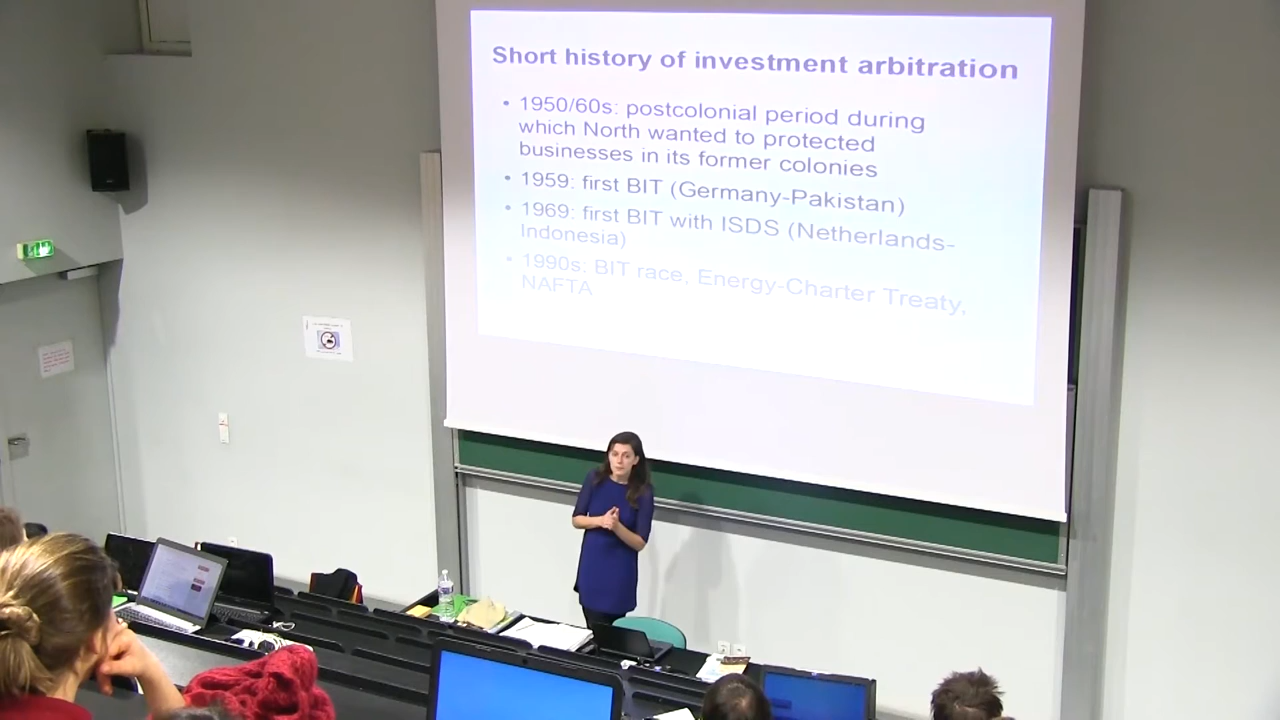 Short history of investment arbitration
• 1950/60s: postcolonial period during
which North wanted to protected
businesses in its former colonies
• 1959: first BIT (Germany-Pakistan)
• 1969: first BIT with ISDS (Netherlands-
Indonesia)
• 1990s: BIT race, Energy-Charter Treaty,
NAFTA